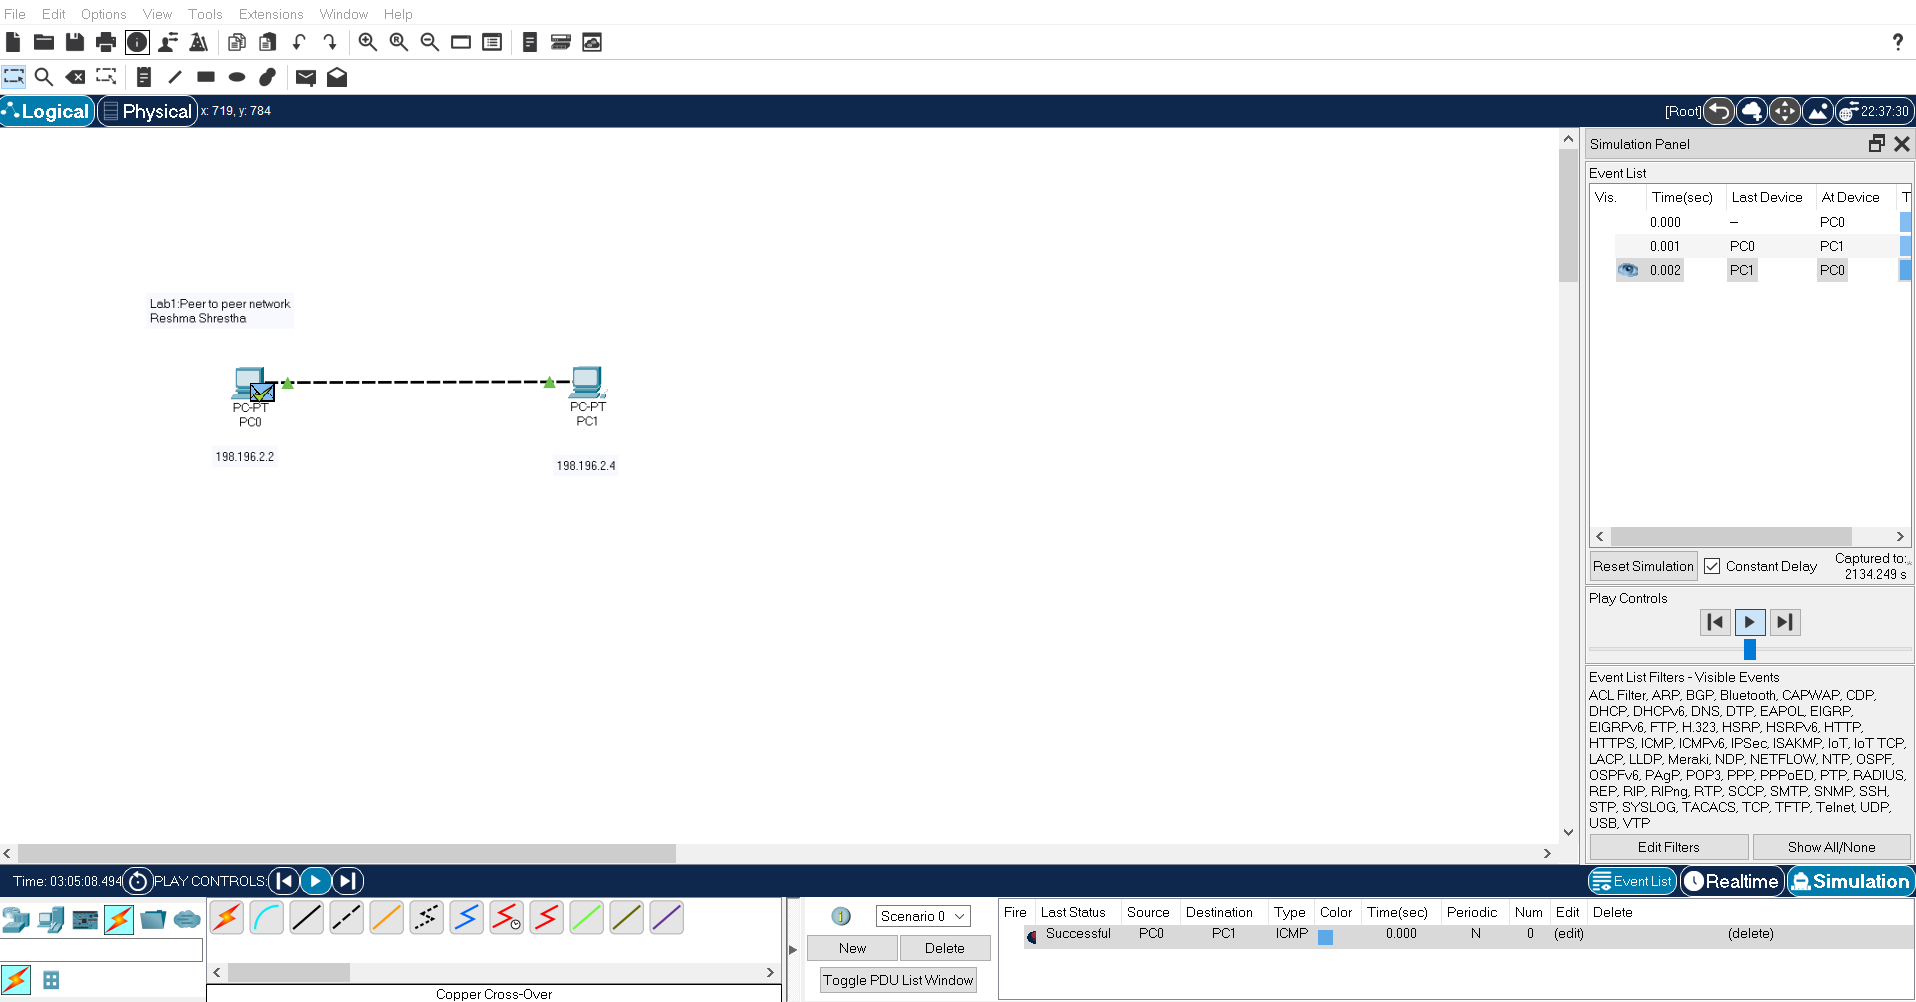 File Edit Options View Tools Extensions Window Help
?
Logical Physical x: 719, y: 784 [Root] 22:37:30
Simulation Panel
Event List
Vis. Time(sec) Last Device At Device T
0.000 -- PC0
0.001 PC0 PC1
0.002 PC1 PC0
Lab1:Peer to peer network
Reshma Shrestha
PC-PT
PC0
198.196.2.2
PC-PT
PC1
198.196.2.4
Reset Simulation Constant Delay Captured to:
2134.249 s
Play Controls
Event List Filters - Visible Events
ACL Filter, ARP, BGP, Bluetooth, CAPWAP, CDP,
DHCP, DHCPv6, DNS, DTP, EAPOL, EIGRP,
EIGRPv6, FTP, H.323, HSRP, HSRPv6, HTTP,
HTTPS, ICMP, ICMPv6, IPSec, ISAKMP, IoT, IoT TCP,
LACP, LLDP, Meraki, NDP, NETFLOW, NTP, OSPF,
OSPFv6, PAgP, POP3, PPP, PPPoED, PTP, RADIUS,
REP, RIP, RIPng, RTP, SCCP, SMTP, SNMP, SSH,
STP, SYSLOG, TACACS, TCP, TFTP, Telnet, UDP,
USB, VTP
Edit Filters Show All/None
Time: 03:05:08.494 PLAY CONTROLS: Event List Realtime Simulation
1 Scenario 0
New Delete
Toggle PDU List Window
Fire Last Status Source Destination Type Color Time(sec) Periodic Num Edit Delete
Successful PC0 PC1 ICMP 0.000 N 0 (edit) (delete)
Copper Cross-Over